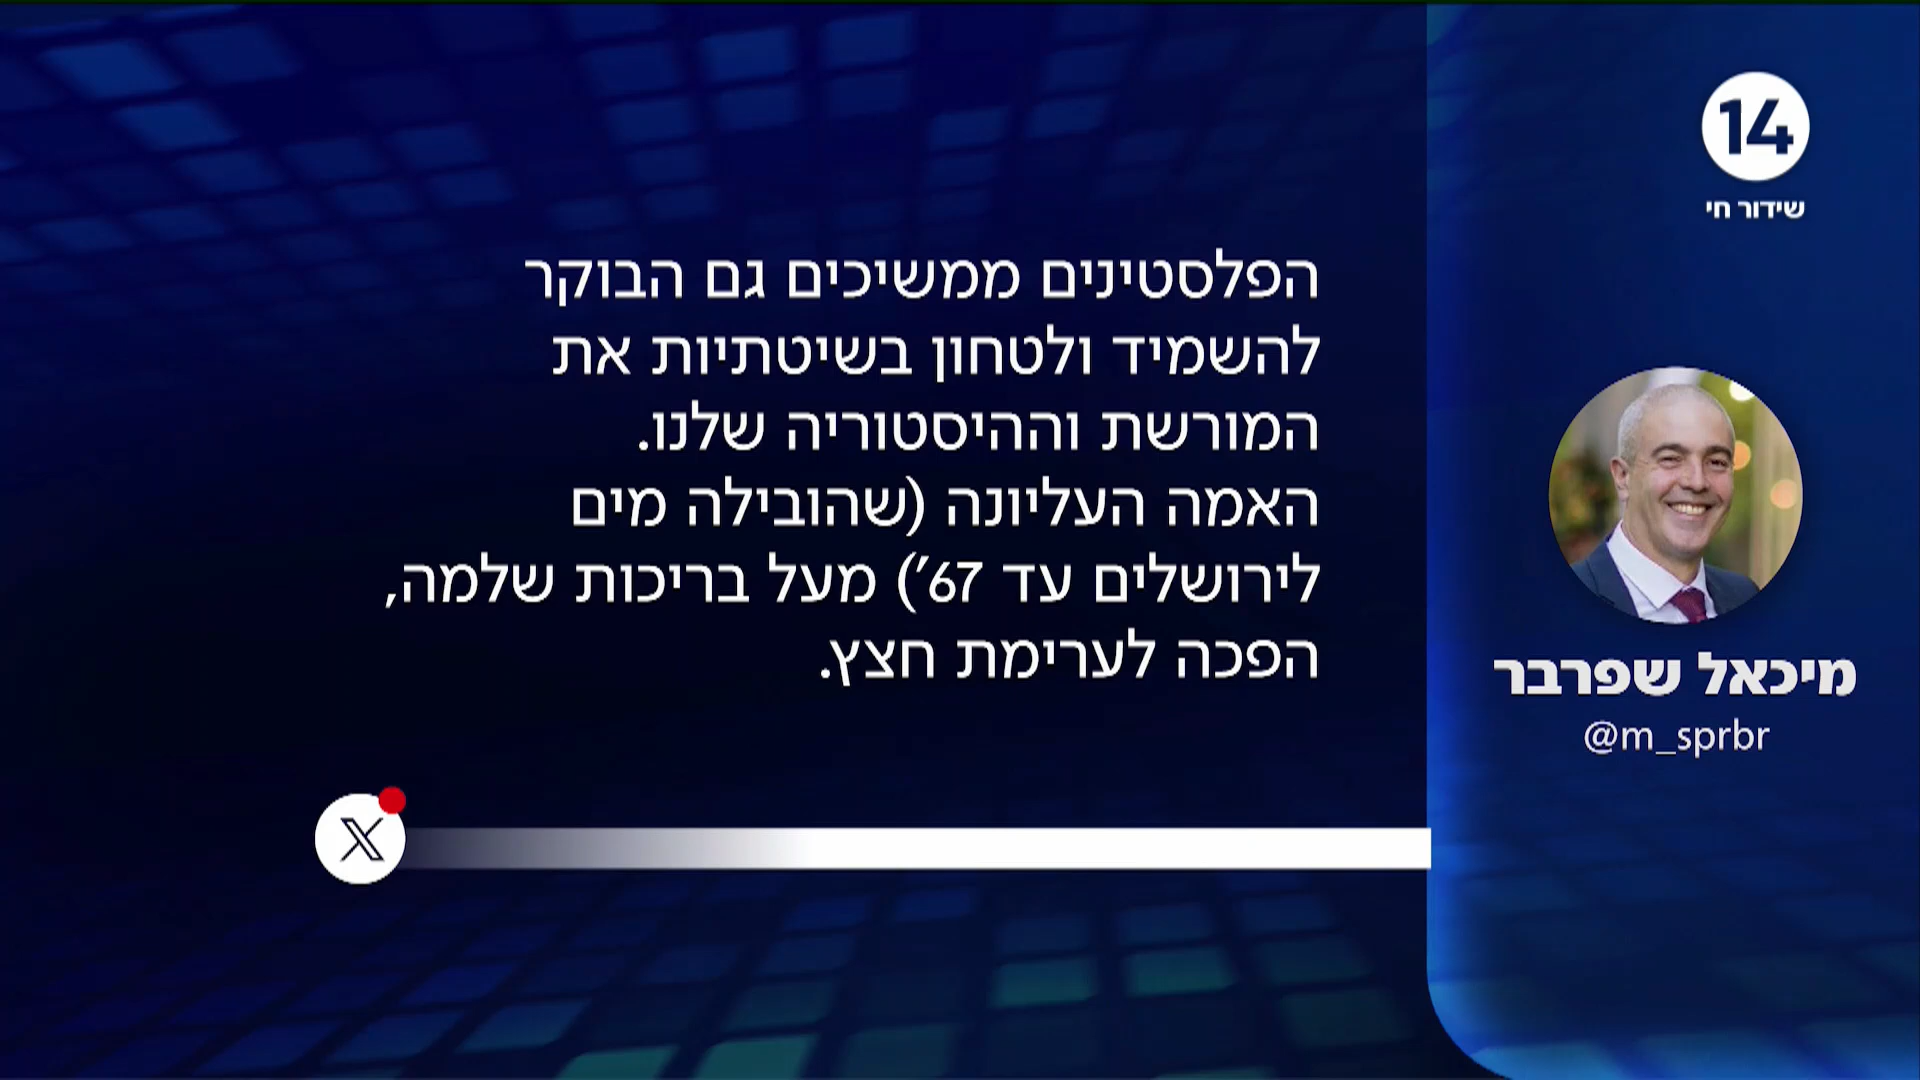 הפלסטינים ממשיכים גם הבוקר
להשמיד ולטחון בשיטתיות את
המורשת וההיסטוריה שלנו.
האמה העליונה (שהובילה מים
לירושלים עד 67') מעל בריכות שלמה,
הפכה לערימת חצץ.
14
שידור חי
מיכאל שפרבר
@m_sprbr